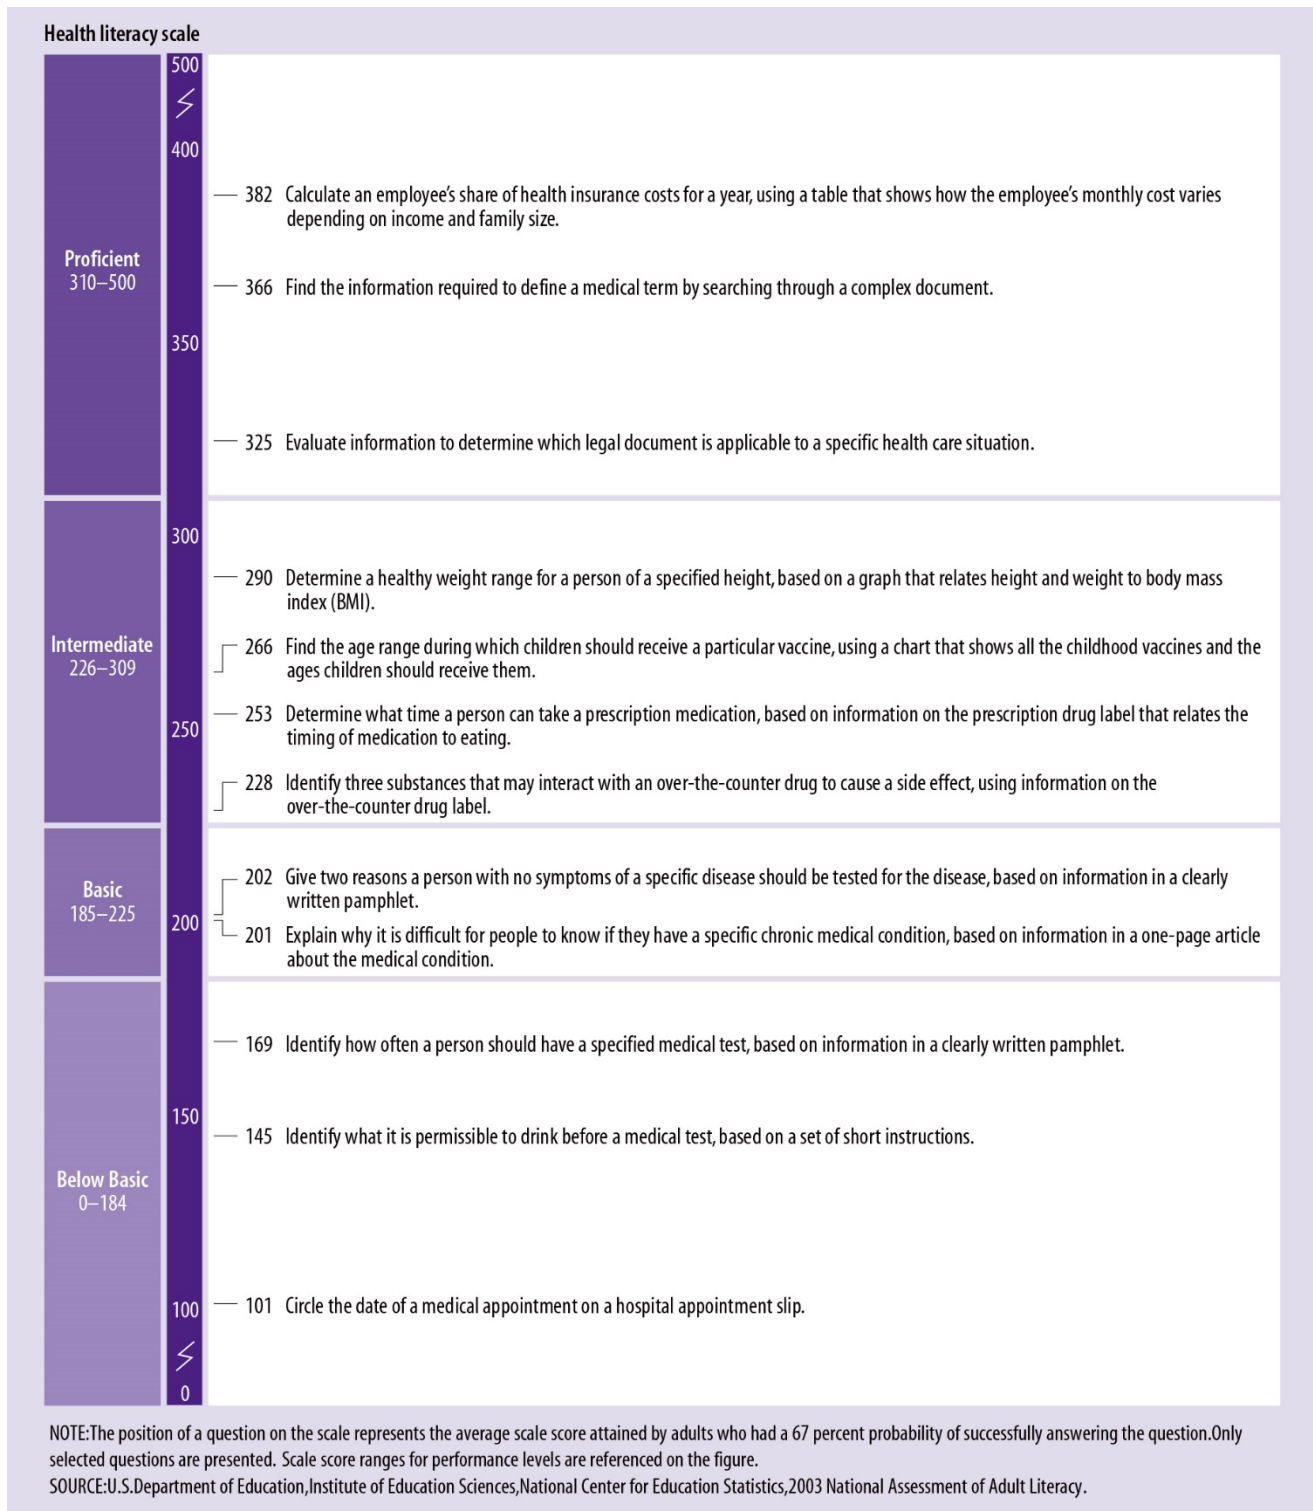 Health literacy scale
500
400
382 Calculate an employee's share of health insurance costs for a year, using a table that shows how the employee's monthly cost varies
depending on income and family size.
Proficient
310–500
366 Find the information required to define a medical term by searching through a complex document.
350
325 Evaluate information to determine which legal document is applicable to a specific health care situation.
300
290 Determine a healthy weight range for a person of a specified height, based on a graph that relates height and weight to body mass
index (BMI).
Intermediate
226–309
266 Find the age range during which children should receive a particular vaccine, using a chart that shows all the childhood vaccines and the
ages children should receive them.
253 Determine what time a person can take a prescription medication, based on information on the prescription drug label that relates the
timing of medication to eating.
250
228 Identify three substances that may interact with an over-the-counter drug to cause a side effect, using information on the
over-the-counter drug label.
Basic
185–225
202 Give two reasons a person with no symptoms of a specific disease should be tested for the disease, based on information in a clearly
written pamphlet.
200
201 Explain why it is difficult for people to know if they have a specific chronic medical condition, based on information in a one-page article
about the medical condition.
169 Identify how often a person should have a specified medical test, based on information in a clearly written pamphlet.
150
145 Identify what it is permissible to drink before a medical test, based on a set of short instructions.
Below Basic
0–184
100
101 Circle the date of a medical appointment on a hospital appointment slip.
0
NOTE:The position of a question on the scale represents the average scale score attained by adults who had a 67 percent probability of successfully answering the question.Only
selected questions are presented. Scale score ranges for performance levels are referenced on the figure.
SOURCE:U.S.Department of Education,Institute of Education Sciences,National Center for Education Statistics,2003 National Assessment of Adult Literacy.